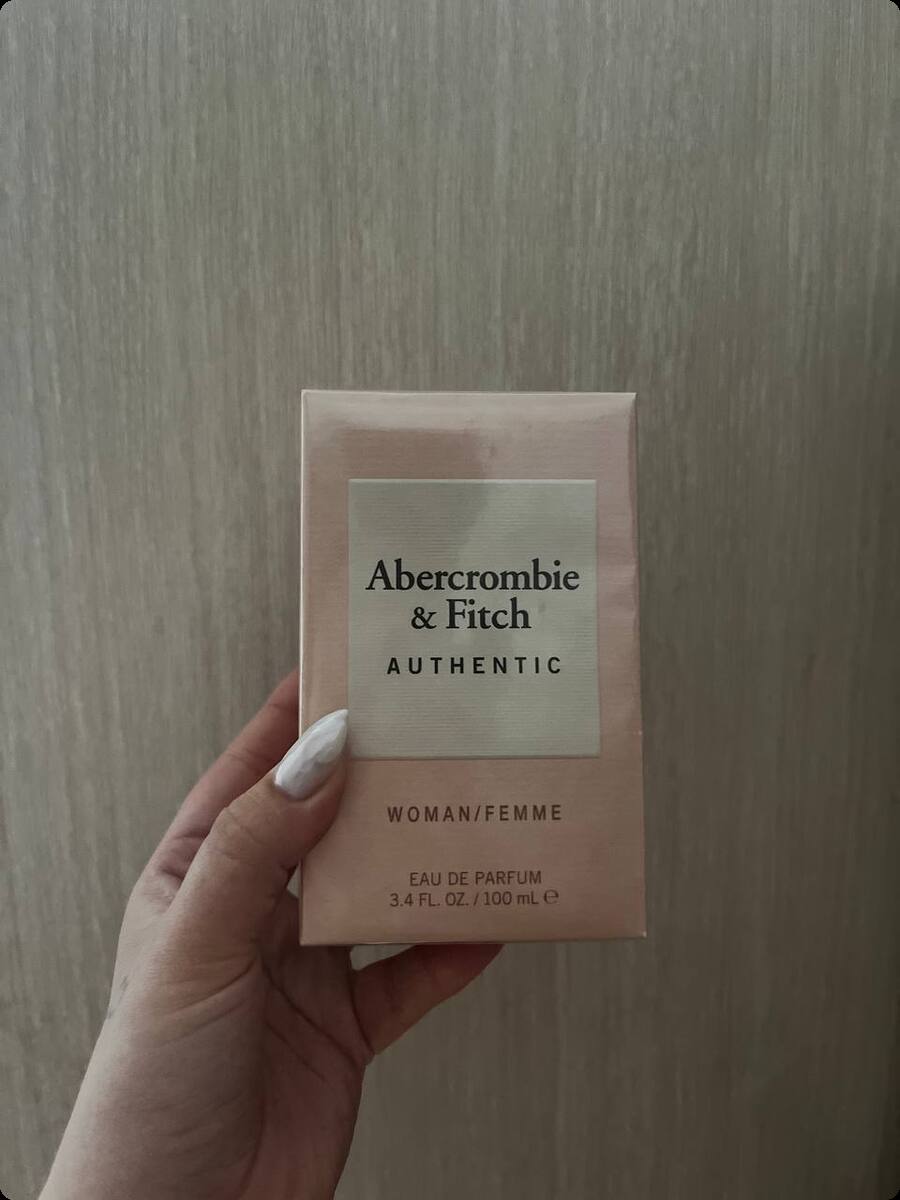 Abercrombie
& Fitch
AUTHENTIC
WOMAN/FEMME
EAU DE PARFUM
3.4 FL. OZ. / 100 mL ℮